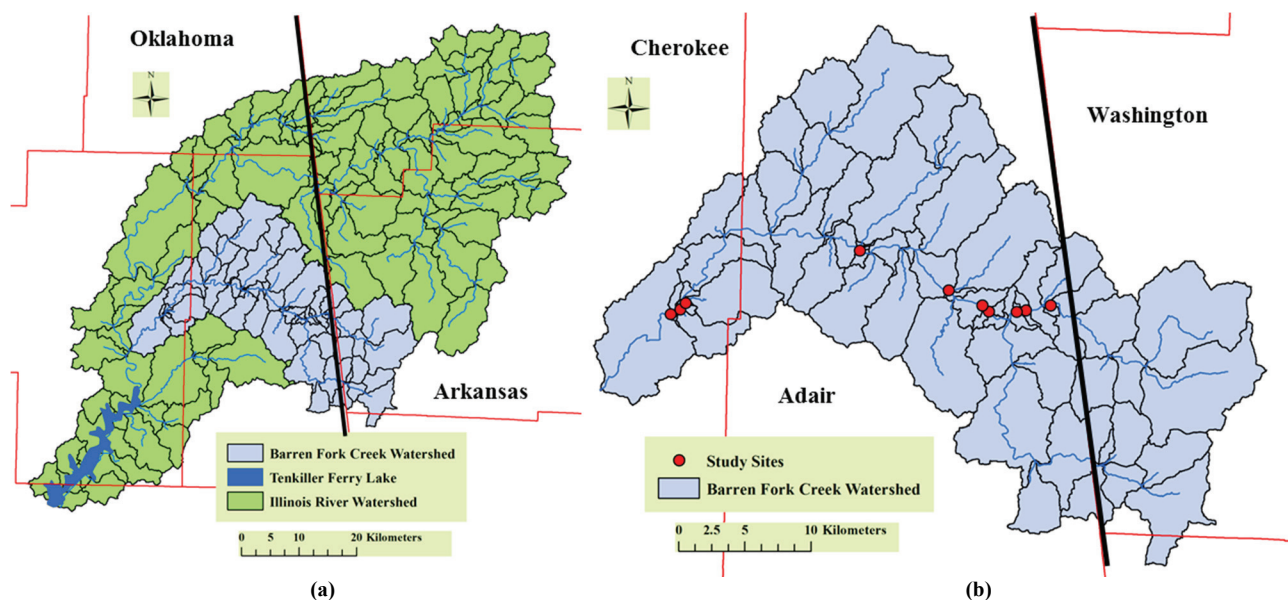 Oklahoma
N
Arkansas
Barren Fork Creek Watershed
Tenkiller Ferry Lake
Illinois River Watershed
0 5 10 20 Kilometers
(a)
Cherokee
N
Washington
Adair
Study Sites
Barren Fork Creek Watershed
0 2.5 5 10 Kilometers
(b)